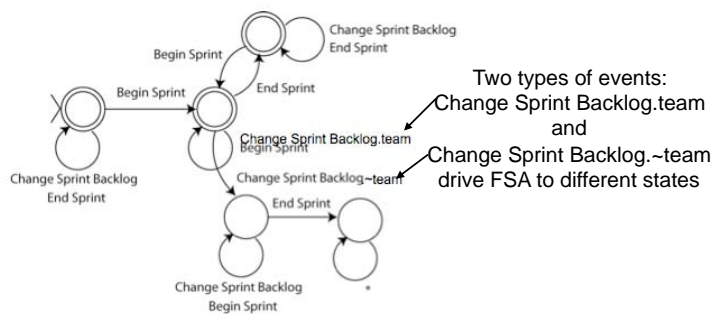 Change Sprint Backlog
End Sprint
Begin Sprint
End Sprint
Begin Sprint
Two types of events:
Change Sprint Backlog.team
and
Change Sprint Backlog.~team
drive FSA to different states
Change Sprint Backlog.team
Begin Sprint
Change Sprint Backlog
End Sprint
Change Sprint Backlog.~team
End Sprint
Change Sprint Backlog
Begin Sprint
*